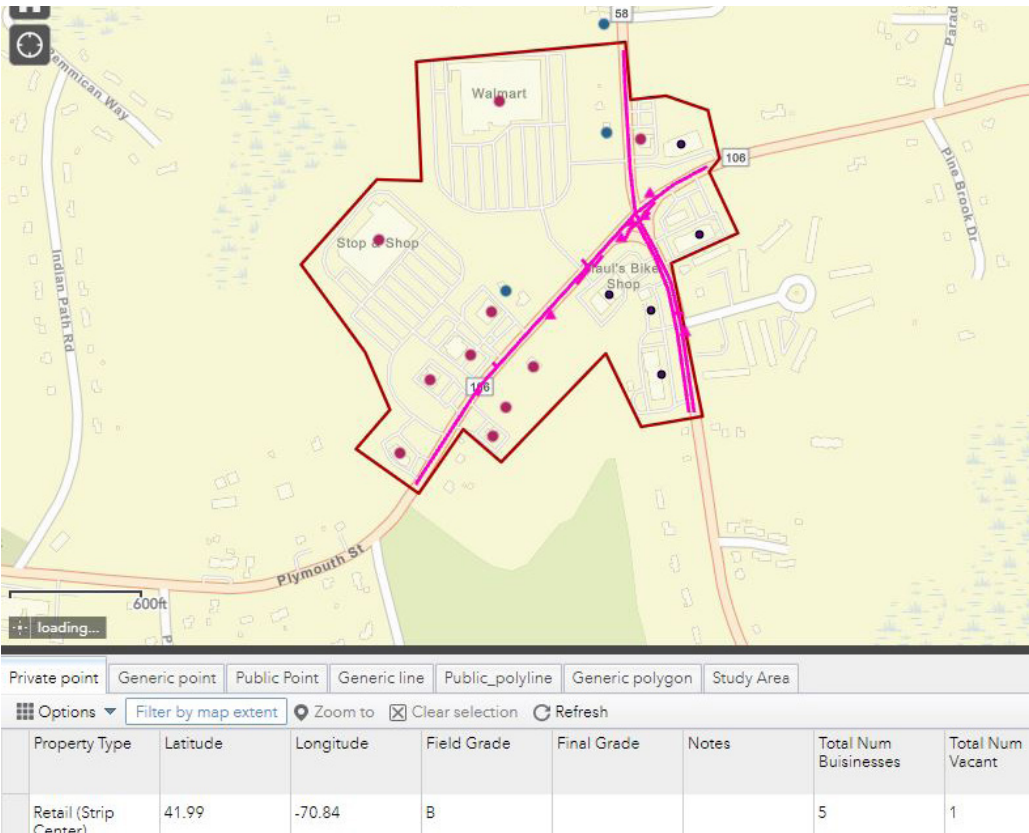 58
Parad
Pemmican Way
Walmart
106
Pine Brook Dr
Stop & Shop
Indian Path Rd
Paul's Bike
Shop
106
Plymouth St
600ft
loading...
P
Private point
Generic point
Public Point
Generic line
Public_polyline
Generic polygon
Study Area
Options
Filter by map extent
Zoom to
Clear selection
Refresh
Property Type Latitude Longitude Field Grade Final Grade Notes Total Num Total Num
Buisinesses Vacant
Retail (Strip 41.99 -70.84 B 5 1
Center)